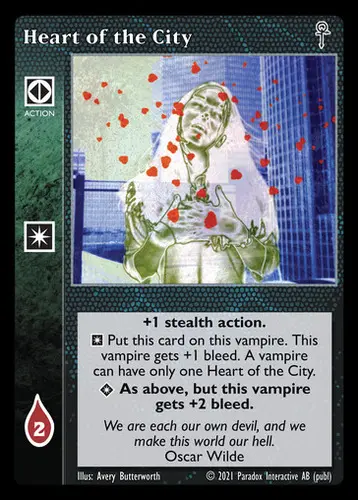 Heart of the City
ACTION
+1 stealth action.
Put this card on this vampire. This
vampire gets +1 bleed. A vampire
can have only one Heart of the City.
As above, but this vampire
gets +2 bleed.
We are each our own devil, and we
make this world our hell.
Oscar Wilde
2
Illus: Avery Butterworth © 2021 Paradox Interactive AB (publ)